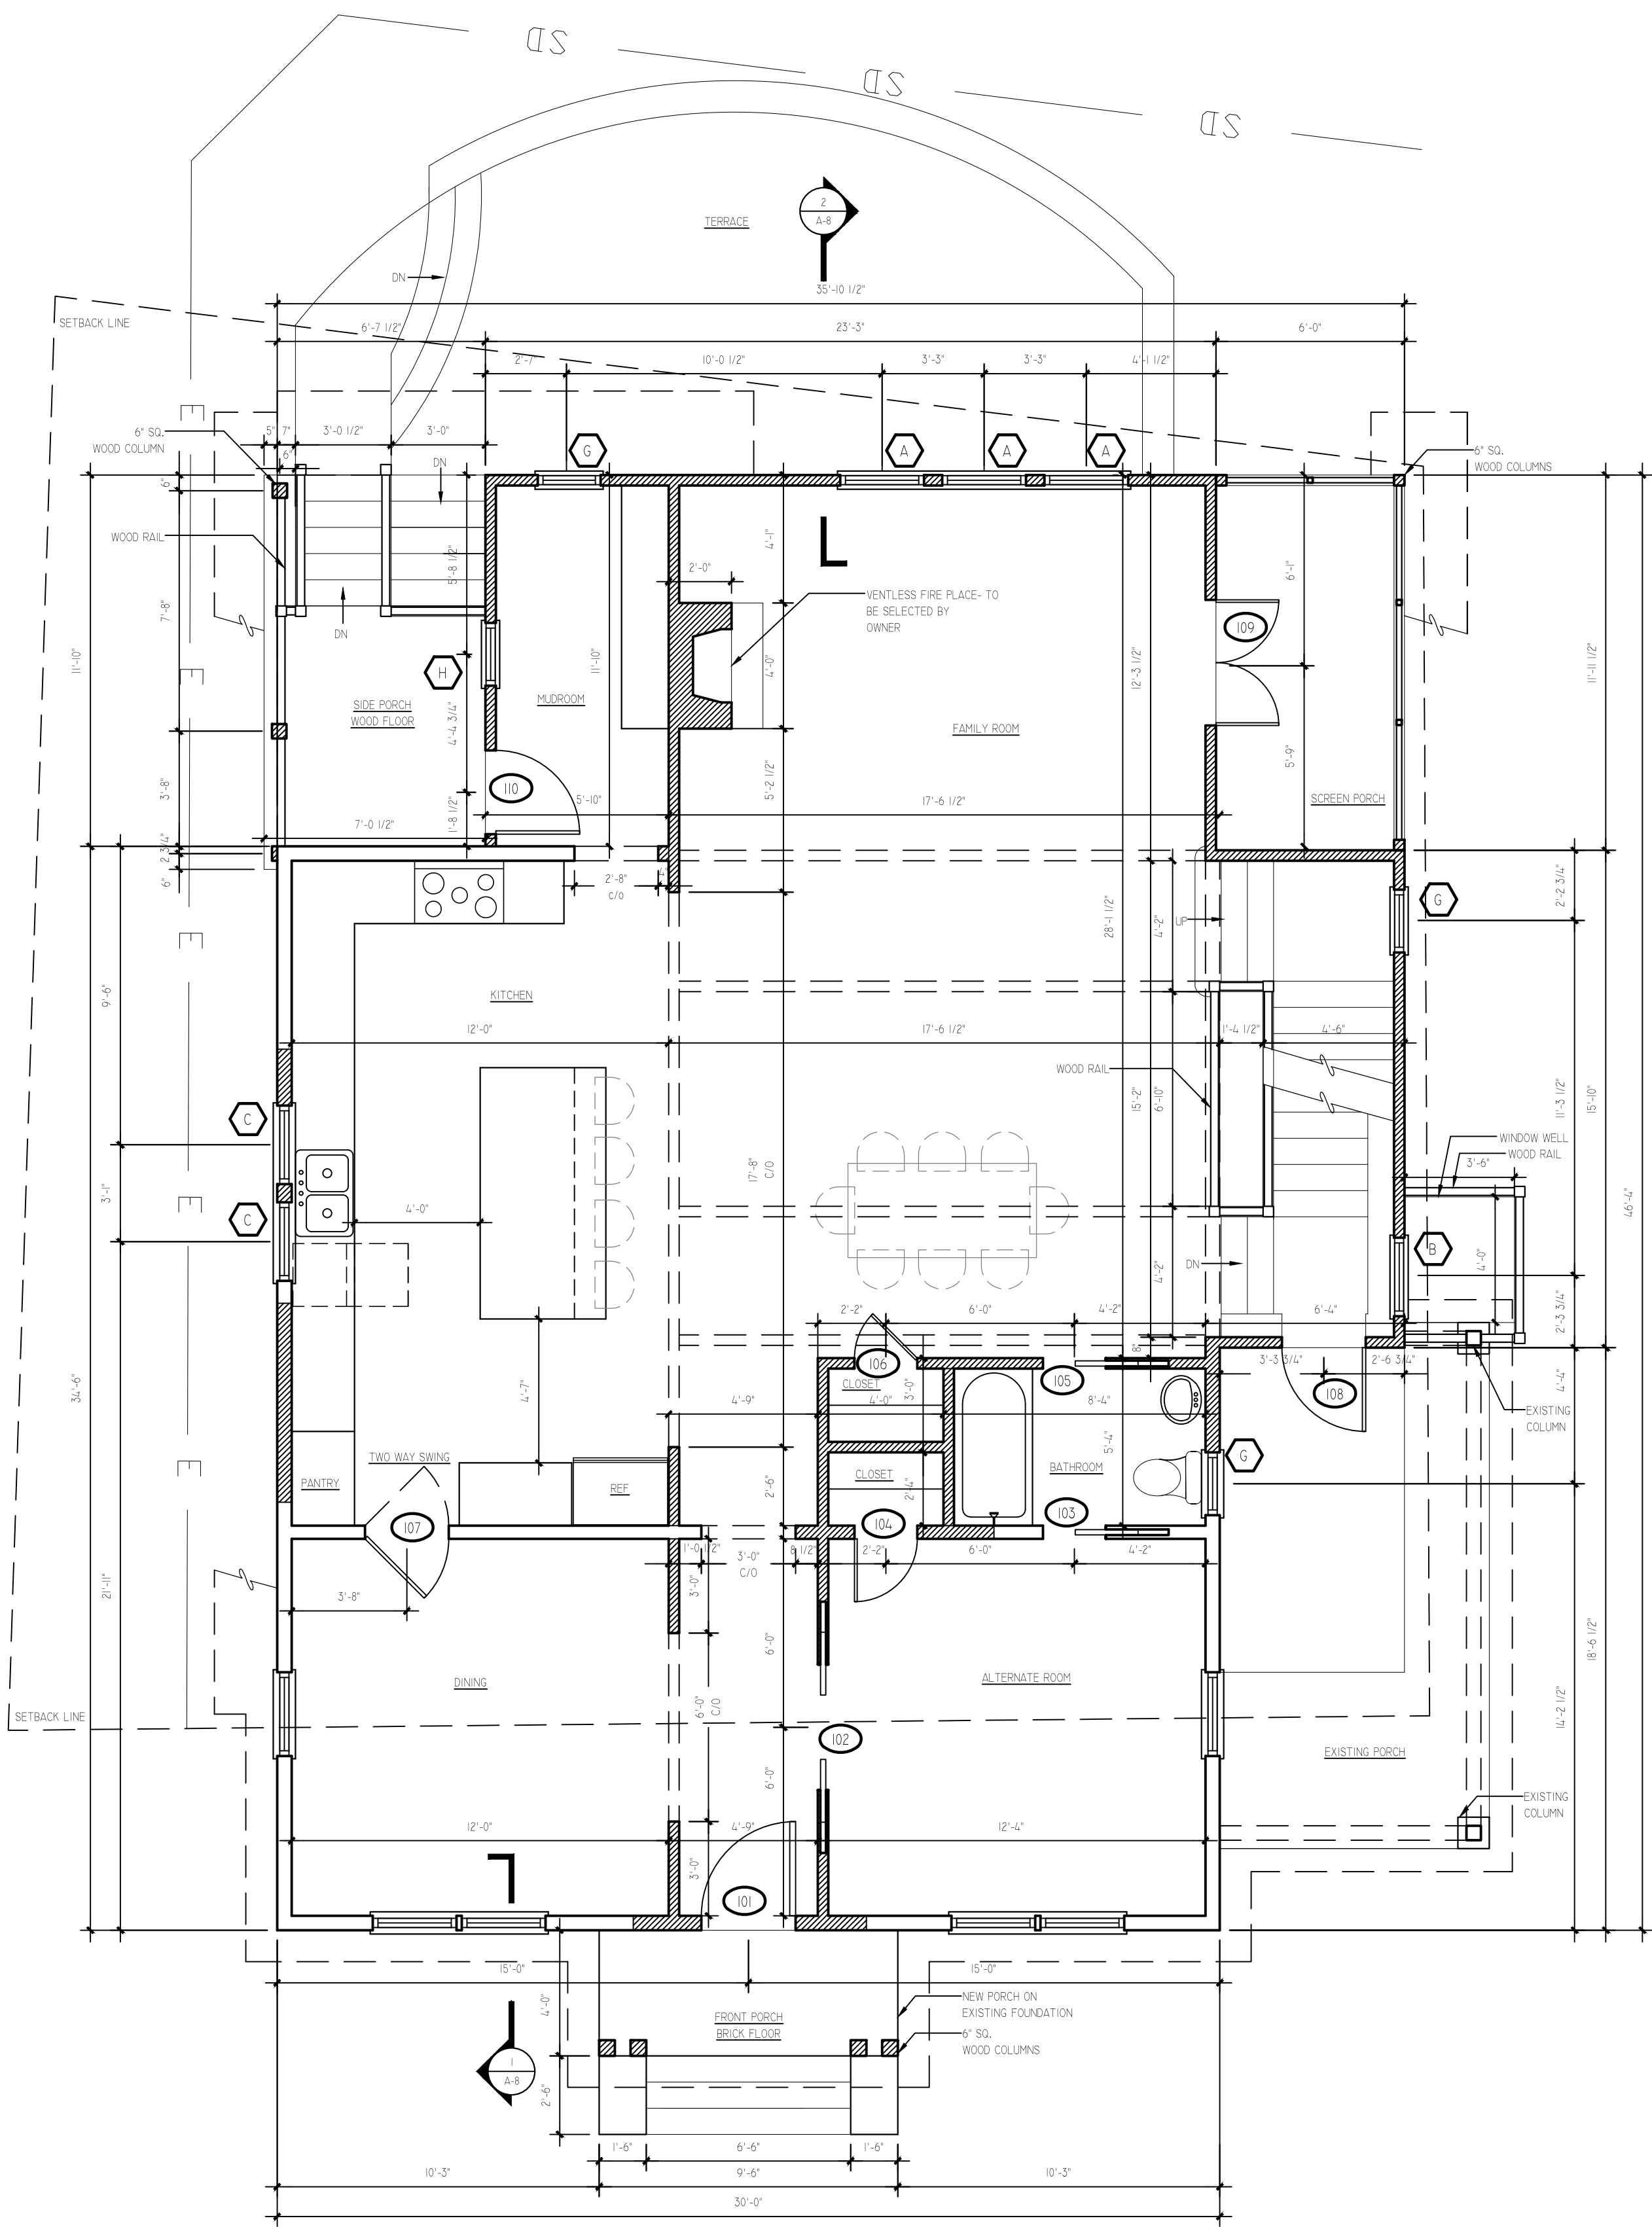 SD
SD
SD
2
A-8
TERRACE
DN
35'-10 1/2"
SETBACK LINE
6'-7 1/2"
23'-3"
6'-0"
2'-7"
10'-0 1/2"
3'-3"
3'-3"
4'-1 1/2"
E
6" SQ.
WOOD COLUMN
5"
7"
3'-0 1/2"
3'-0"
6"
G
A
A
A
6" SQ.
WOOD COLUMNS
DN
6"
WOOD RAIL
5'-8 1/2"
4'-1"
2'-0"
VENTLESS FIRE PLACE- TO
BE SELECTED BY
OWNER
6'-1"
7'-8"
DN
109
11'-10"
E
H
11'-10"
4'-0"
12'-3 1/2"
11'-11 1/2"
SIDE PORCH
WOOD FLOOR
4'-4 3/4"
MUDROOM
FAMILY ROOM
5'-9"
3'-8"
110
5'-10"
5'-2 1/2"
17'-6 1/2"
SCREEN PORCH
7'-0 1/2"
1'-8 1/2"
2 3/4"
6"
2'-8"
C/O
4"
G
2'-2 3/4"
E
28'-1 1/2"
4'-2"
UP
9'-6"
KITCHEN
12'-0"
17'-6 1/2"
1'-4 1/2"
4'-6"
WOOD RAIL
C
15'-2"
6'-10"
11'-3 1/2"
15'-10"
WINDOW WELL
WOOD RAIL
3'-6"
3'-1"
17'-8"
C/O
46'-4"
E
C
4'-0"
B
4'-0"
DN
4'-2"
2'-2"
6'-0"
4'-2"
6'-4"
2'-3 3/4"
8"
34'-6"
106
105
3'-3 3/4"
2'-6 3/4"
108
4'-4"
CLOSET
3'-0"
4'-7"
4'-9"
4'-0"
8'-4"
EXISTING
COLUMN
5'-4"
E
TWO WAY SWING
PANTRY
REF
CLOSET
2'-4"
BATHROOM
G
2'-6"
107
104
103
21'-11"
1'-0 1/2"
3'-0"
C/O
8 1/2"
2'-2"
6'-0"
4'-2"
3'-8"
3'-0"
6'-0"
18'-6 1/2"
DINING
ALTERNATE ROOM
6'-0"
C/O
14'-2 1/2"
SETBACK LINE
102
EXISTING PORCH
6'-0"
EXISTING
COLUMN
12'-0"
4'-9"
12'-4"
3'-0"
101
15'-0"
15'-0"
4'-0"
NEW PORCH ON
EXISTING FOUNDATION
FRONT PORCH
BRICK FLOOR
6" SQ.
WOOD COLUMNS
1
A-8
2'-6"
1'-6"
6'-6"
1'-6"
10'-3"
9'-6"
10'-3"
30'-0"